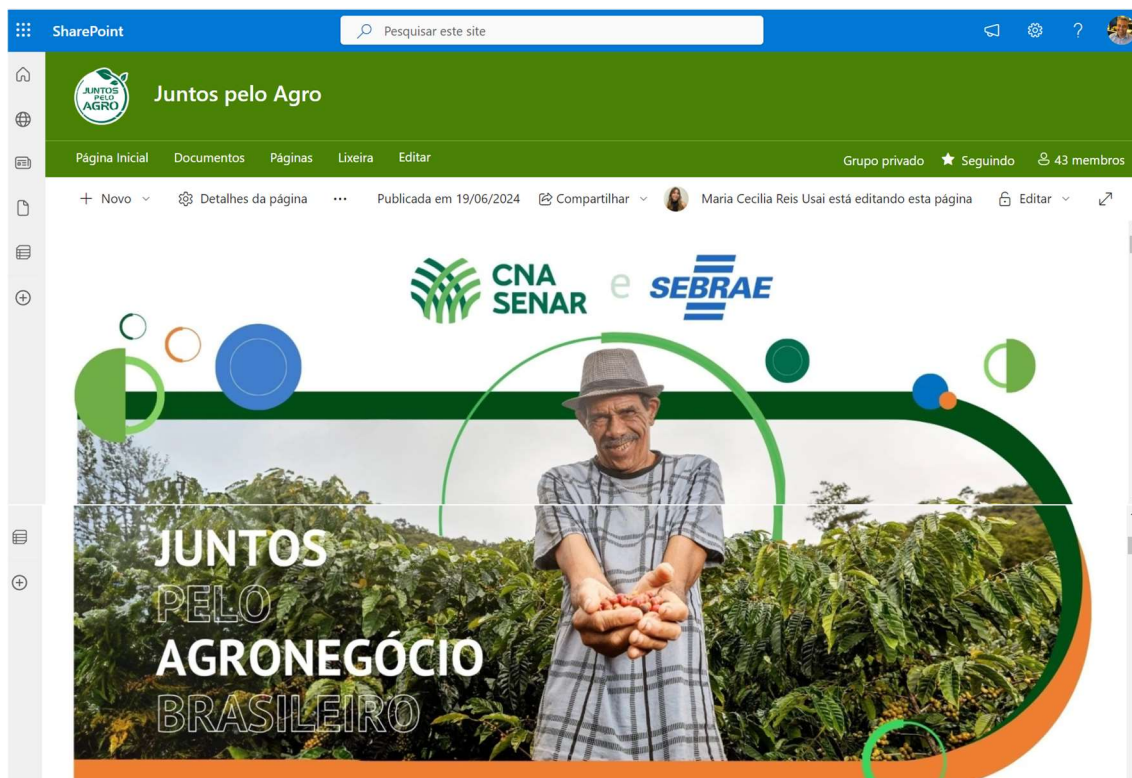 SharePoint
Pesquisar este site
JUNTOS
PELO
AGRO
Juntos pelo Agro
Página Inicial Documentos Páginas Lixeira Editar
Grupo privado Seguindo 43 membros
Novo Detalhes da página ... Publicada em 19/06/2024 Compartilhar Maria Cecilia Reis Usai está editando esta página Editar
CNA
SENAR
e
SEBRAE
JUNTOS
PELO
AGRONEGÓCIO
BRASILEIRO